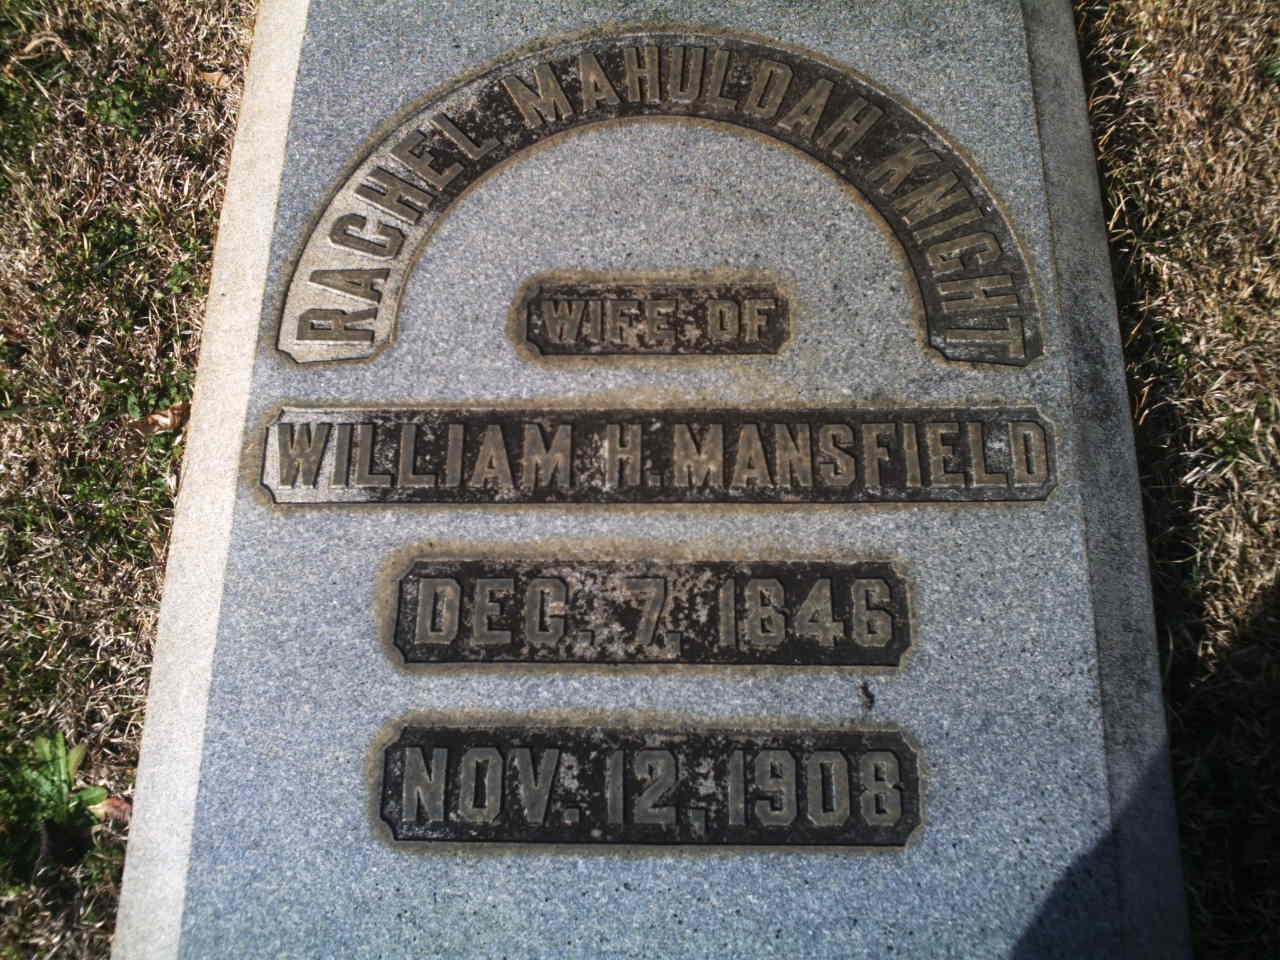 RACHEL MAHULDAH KNIGHT
WIFE OF
WILLIAM H. MANSFIELD
DEC. 7, 1846
NOV. 12, 1908